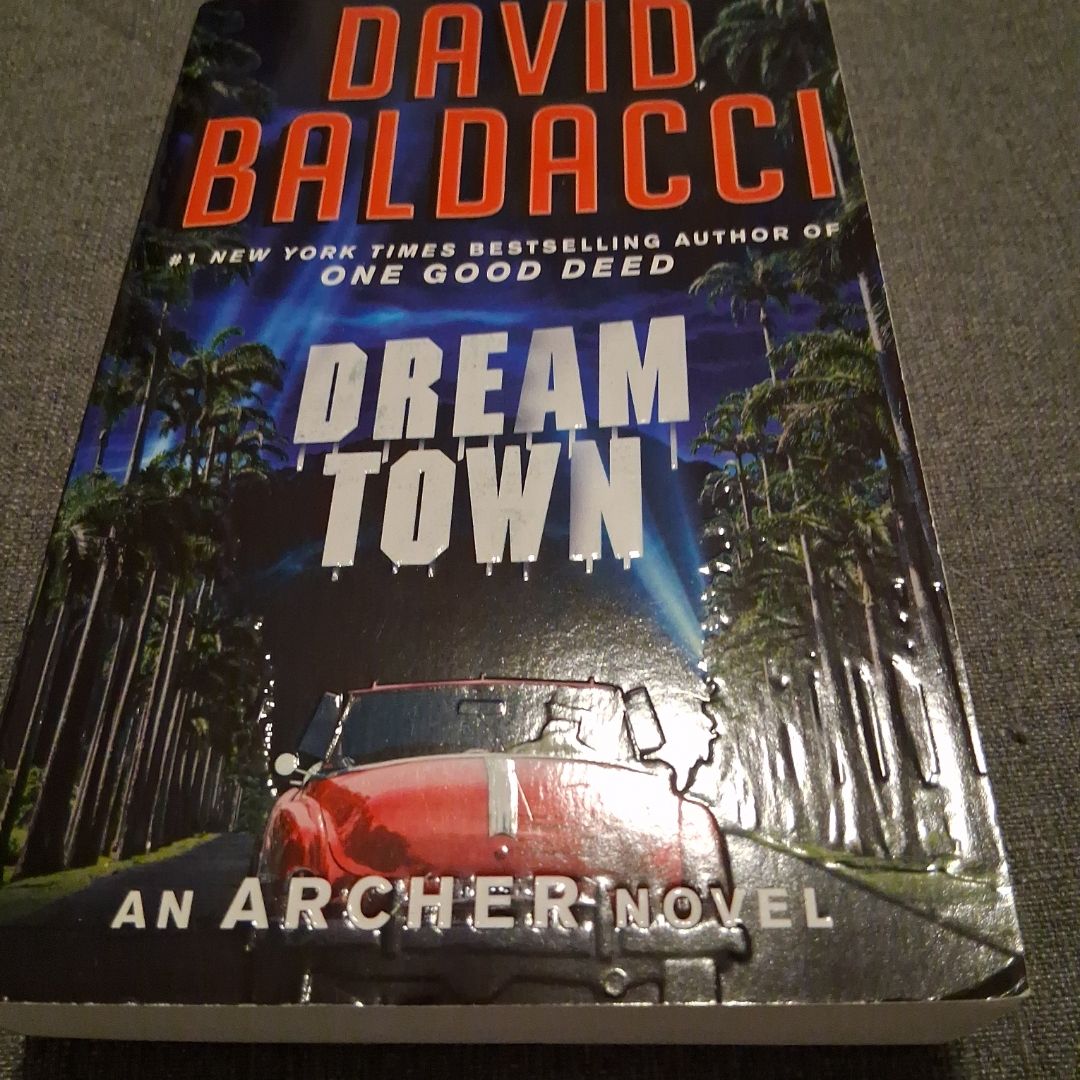 DAVID
BALDACCI
#1 NEW YORK TIMES BESTSELLING AUTHOR OF
ONE GOOD DEED
DREAM
TOWN
AN ARCHER NOVEL